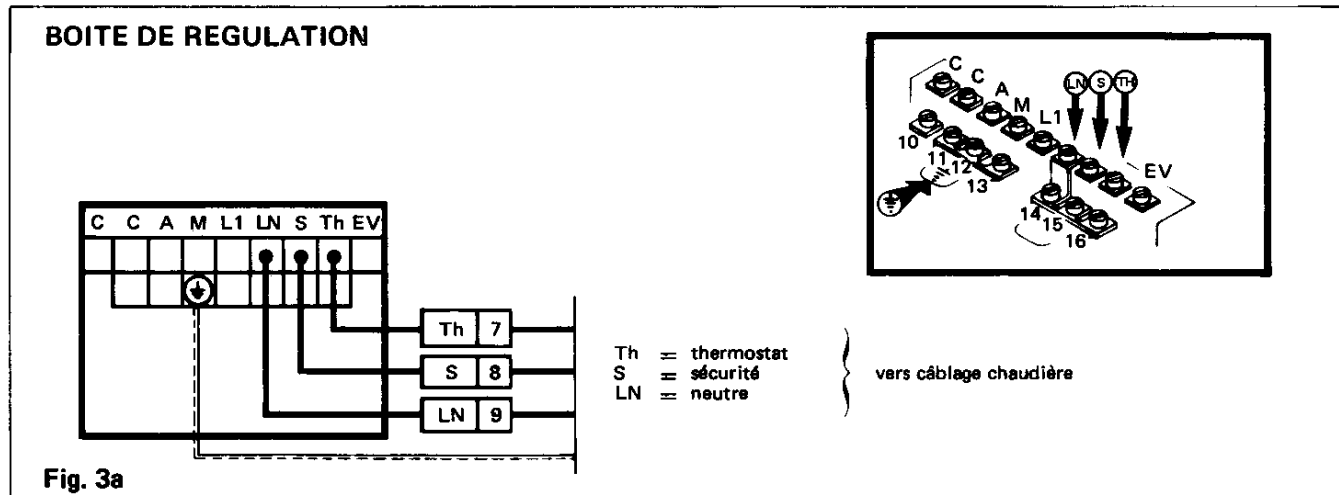 BOITE DE REGULATION
C C A M L1 LN S TH EV
10 11 12 13 14 15 16
C C A M L1 LN S Th EV
Th 7
S 8
LN 9
Th = thermostat
S = sécurité
LN = neutre
vers câblage chaudière
Fig. 3a